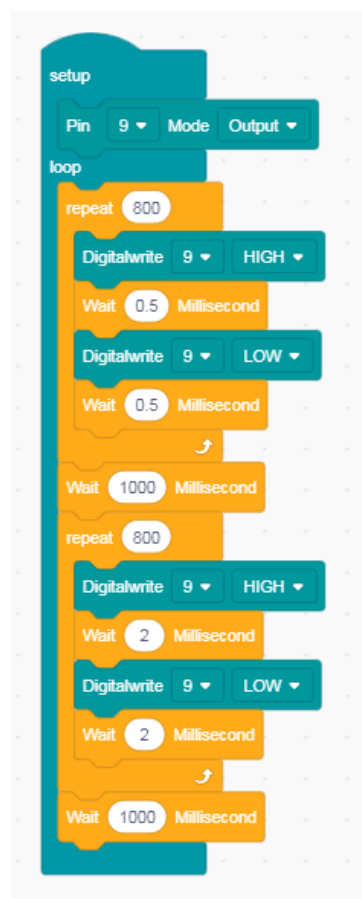 setup
Pin 9 Mode Output
loop
repeat 800
Digitalwrite 9 HIGH
Wait 0.5 Millisecond
Digitalwrite 9 LOW
Wait 0.5 Millisecond
Wait 1000 Millisecond
repeat 800
Digitalwrite 9 HIGH
Wait 2 Millisecond
Digitalwrite 9 LOW
Wait 2 Millisecond
Wait 1000 Millisecond